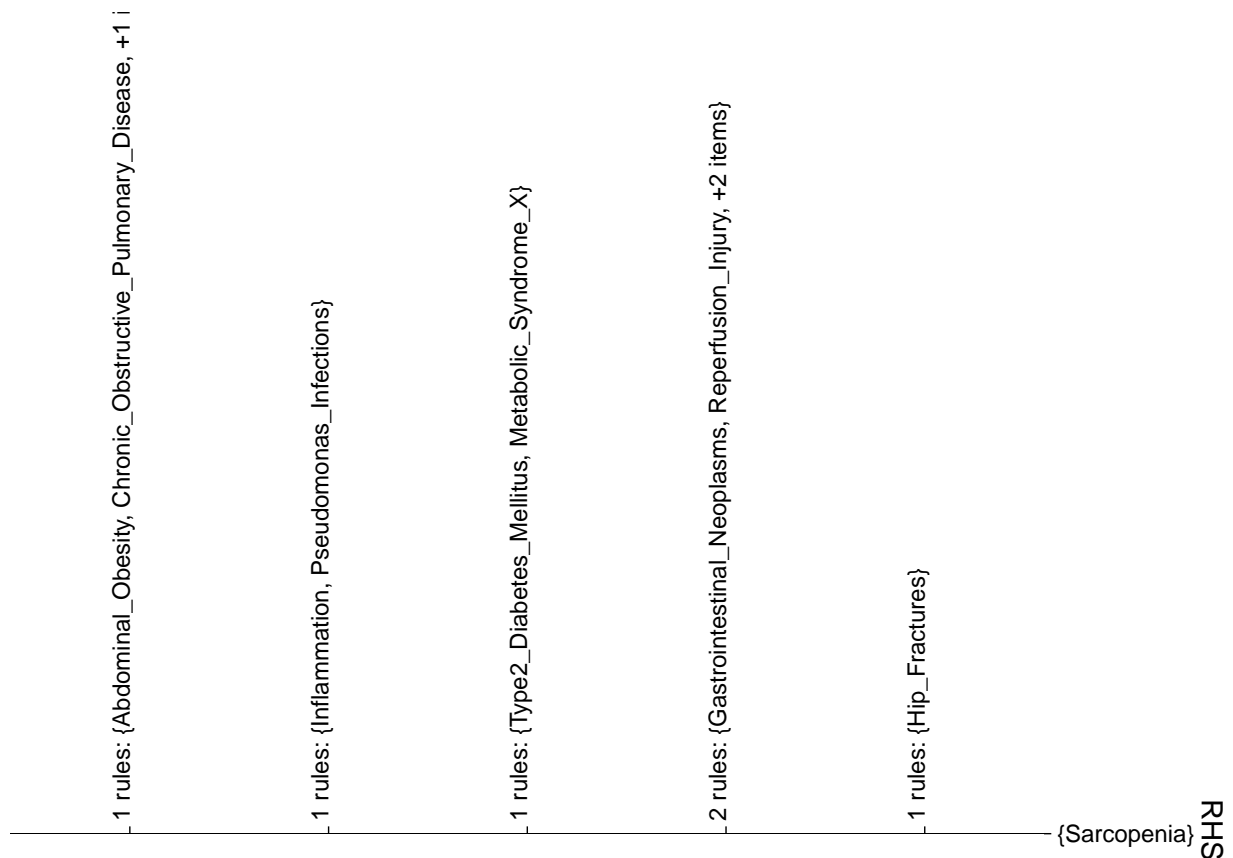 1 rules: {Abdominal_Obesity, Chronic_Obstructive_Pulmonary_Disease, +1 i
1 rules: {Inflammation, Pseudomonas_Infections}
1 rules: {Type2_Diabetes_Mellitus, Metabolic_Syndrome_X}
2 rules: {Gastrointestinal_Neoplasms, Reperfusion_Injury, +2 items}
1 rules: {Hip_Fractures}
{Sarcopenia}
RHS